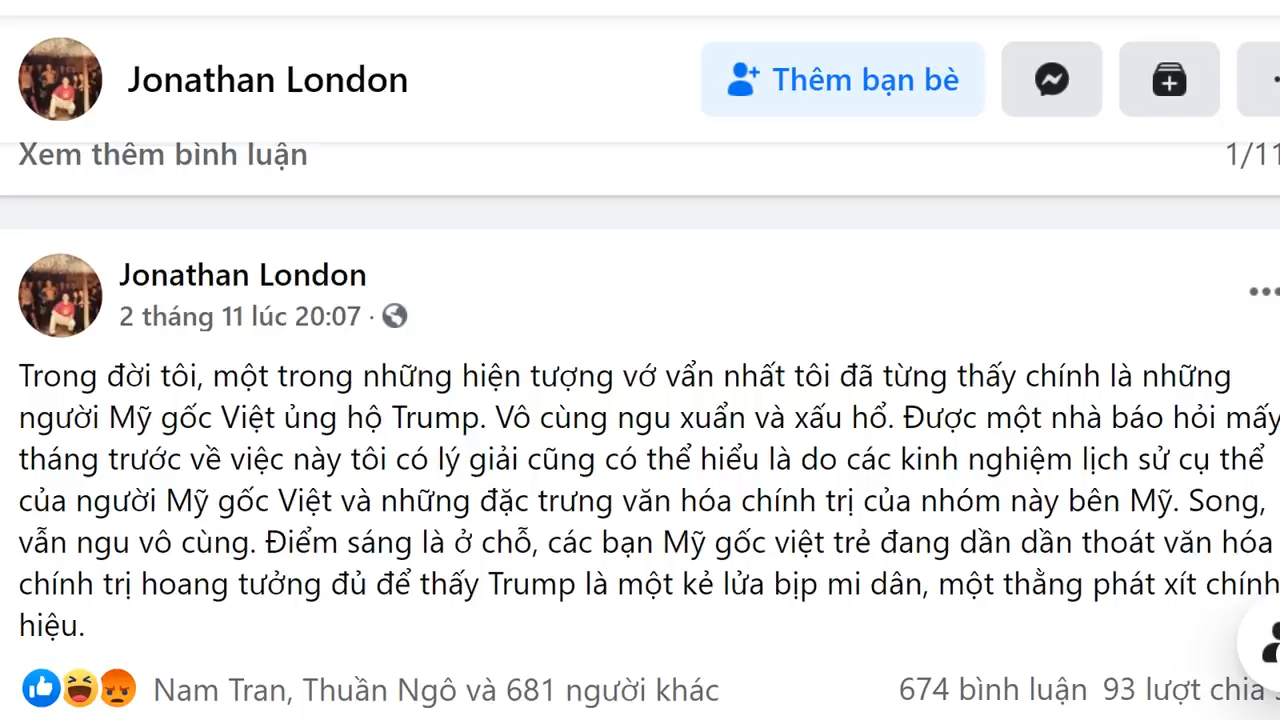 Jonathan London
Thêm bạn bè
Xem thêm bình luận
1/11
Jonathan London
2 tháng 11 lúc 20:07 ·
Trong đời tôi, một trong những hiện tượng vớ vẩn nhất tôi đã từng thấy chính là những
người Mỹ gốc Việt ủng hộ Trump. Vô cùng ngu xuẩn và xấu hổ. Được một nhà báo hỏi mấy
tháng trước về việc này tôi có lý giải cũng có thể hiểu là do các kinh nghiệm lịch sử cụ thể
của người Mỹ gốc Việt và những đặc trưng văn hóa chính trị của nhóm này bên Mỹ. Song,
vẫn ngu vô cùng. Điểm sáng là ở chỗ, các bạn Mỹ gốc việt trẻ đang dần dần thoát văn hóa
chính trị hoang tưởng đủ để thấy Trump là một kẻ lửa bịp mi dân, một thằng phát xít chính
hiệu.
Nam Tran, Thuần Ngô và 681 người khác
674 bình luận 93 lượt chia